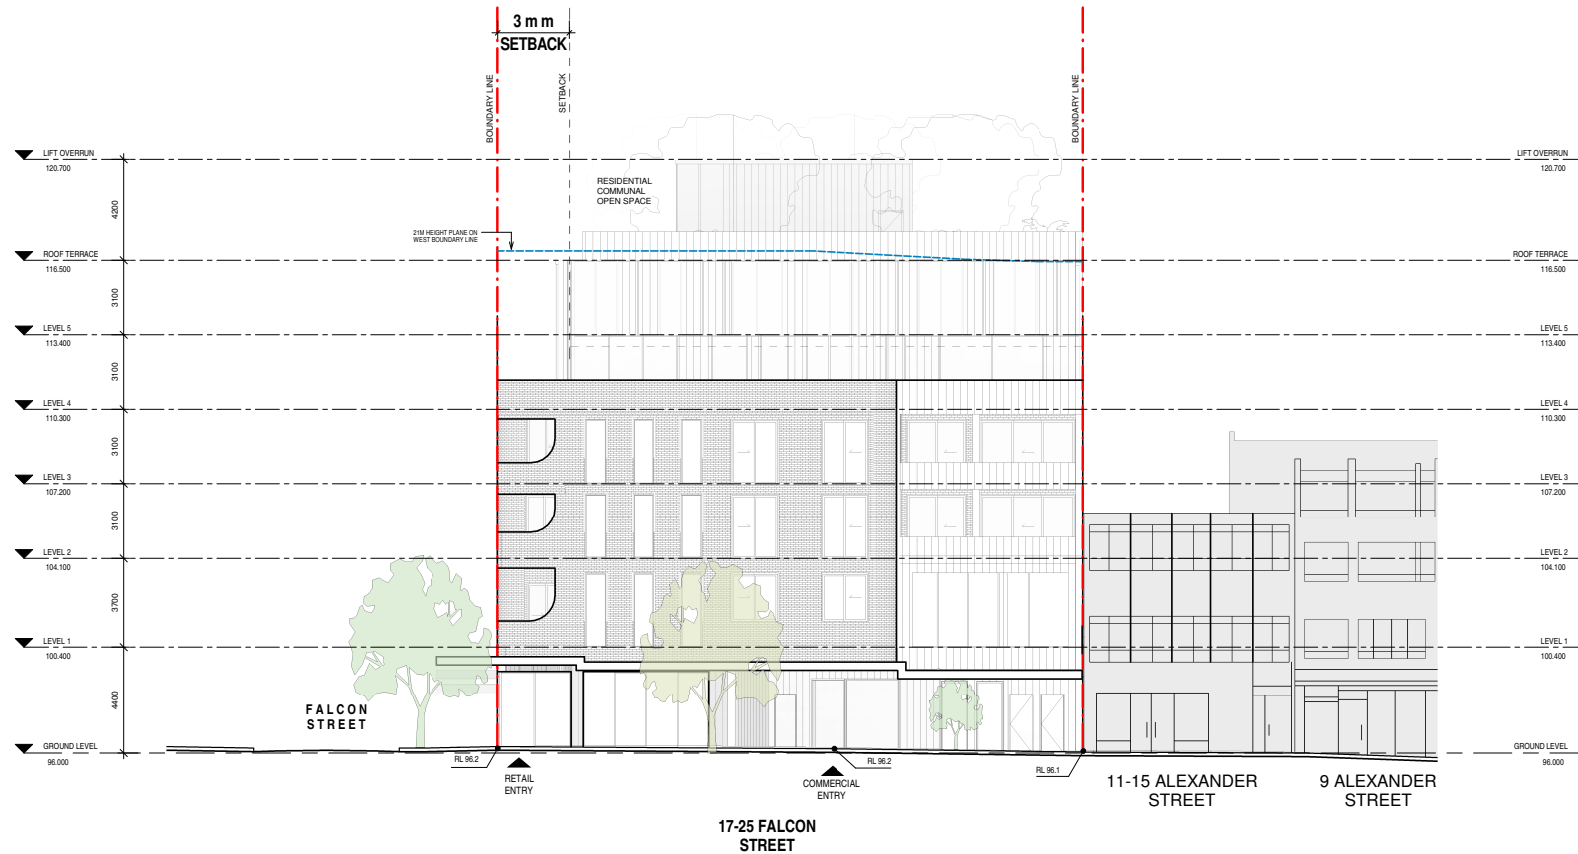 3 m m
SETBACK
BOUNDARY LINE
SETBACK
BOUNDARY LINE
LIFT OVERRUN
120.700
LIFT OVERRUN
120.700
RESIDENTIAL
COMMUNAL
OPEN SPACE
4200
21M HEIGHT PLANE ON
WEST BOUNDARY LINE
ROOF TERRACE
116.500
ROOF TERRACE
116.500
3100
LEVEL 5
113.400
LEVEL 5
113.400
3100
LEVEL 4
110.300
LEVEL 4
110.300
3100
LEVEL 3
107.200
LEVEL 3
107.200
3100
LEVEL 2
104.100
LEVEL 2
104.100
3700
LEVEL 1
100.400
LEVEL 1
100.400
4400
FALCON
STREET
GROUND LEVEL
96.000
GROUND LEVEL
96.000
RL 96.2
RL 96.2
RL 96.1
RETAIL
ENTRY
COMMERCIAL
ENTRY
11-15 ALEXANDER
STREET
9 ALEXANDER
STREET
17-25 FALCON
STREET